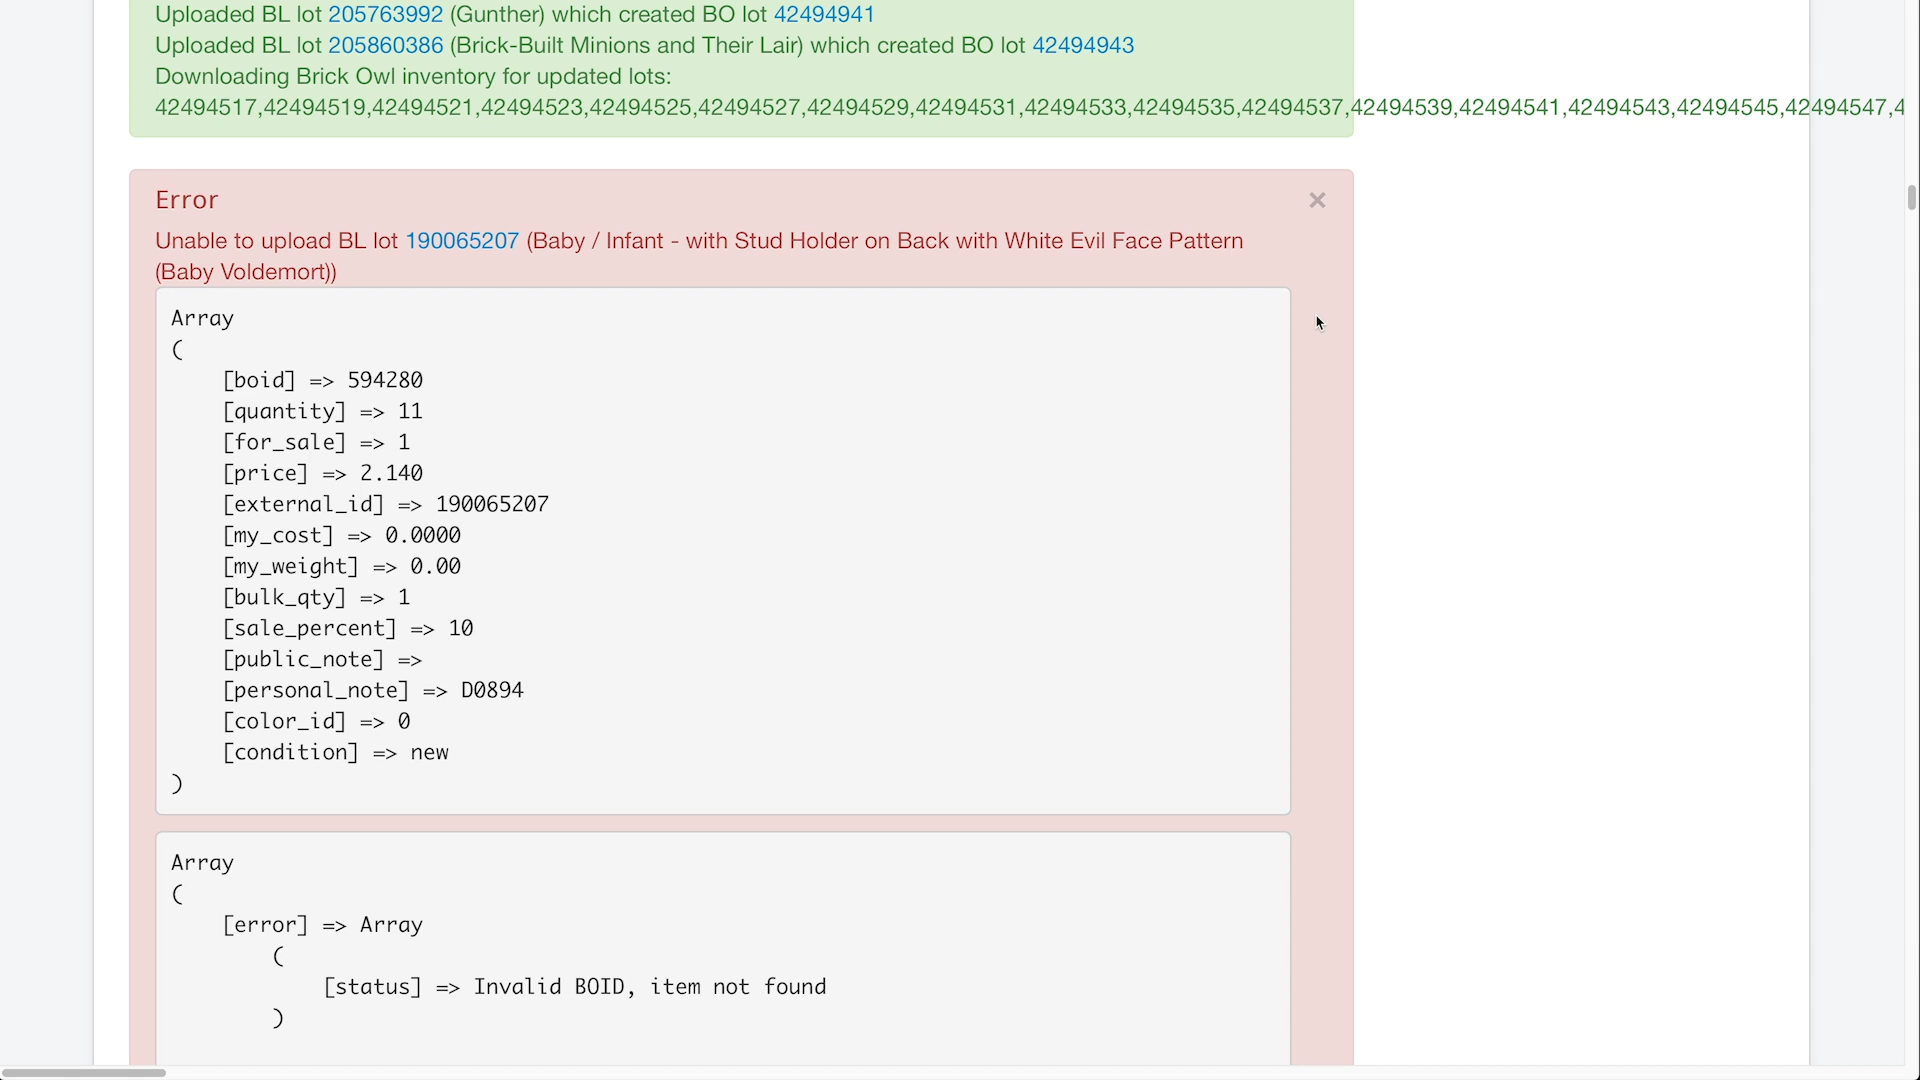 Uploaded BL lot 205763992 (Gunther) which created BO lot 42494941
Uploaded BL lot 205860386 (Brick-Built Minions and Their Lair) which created BO lot 42494943
Downloading Brick Owl inventory for updated lots:
42494517,42494519,42494521,42494523,42494525,42494527,42494529,42494531,42494533,42494535,42494537,42494539,42494541,42494543,42494545,42494547,4
Error
×
Unable to upload BL lot 190065207 (Baby / Infant - with Stud Holder on Back with White Evil Face Pattern
(Baby Voldemort))
Array
(
[boid] => 594280
[quantity] => 11
[for_sale] => 1
[price] => 2.140
[external_id] => 190065207
[my_cost] => 0.0000
[my_weight] => 0.00
[bulk_qty] => 1
[sale_percent] => 10
[public_note] =>
[personal_note] => D0894
[color_id] => 0
[condition] => new
)
Array
(
[error] => Array
(
[status] => Invalid BOID, item not found
)